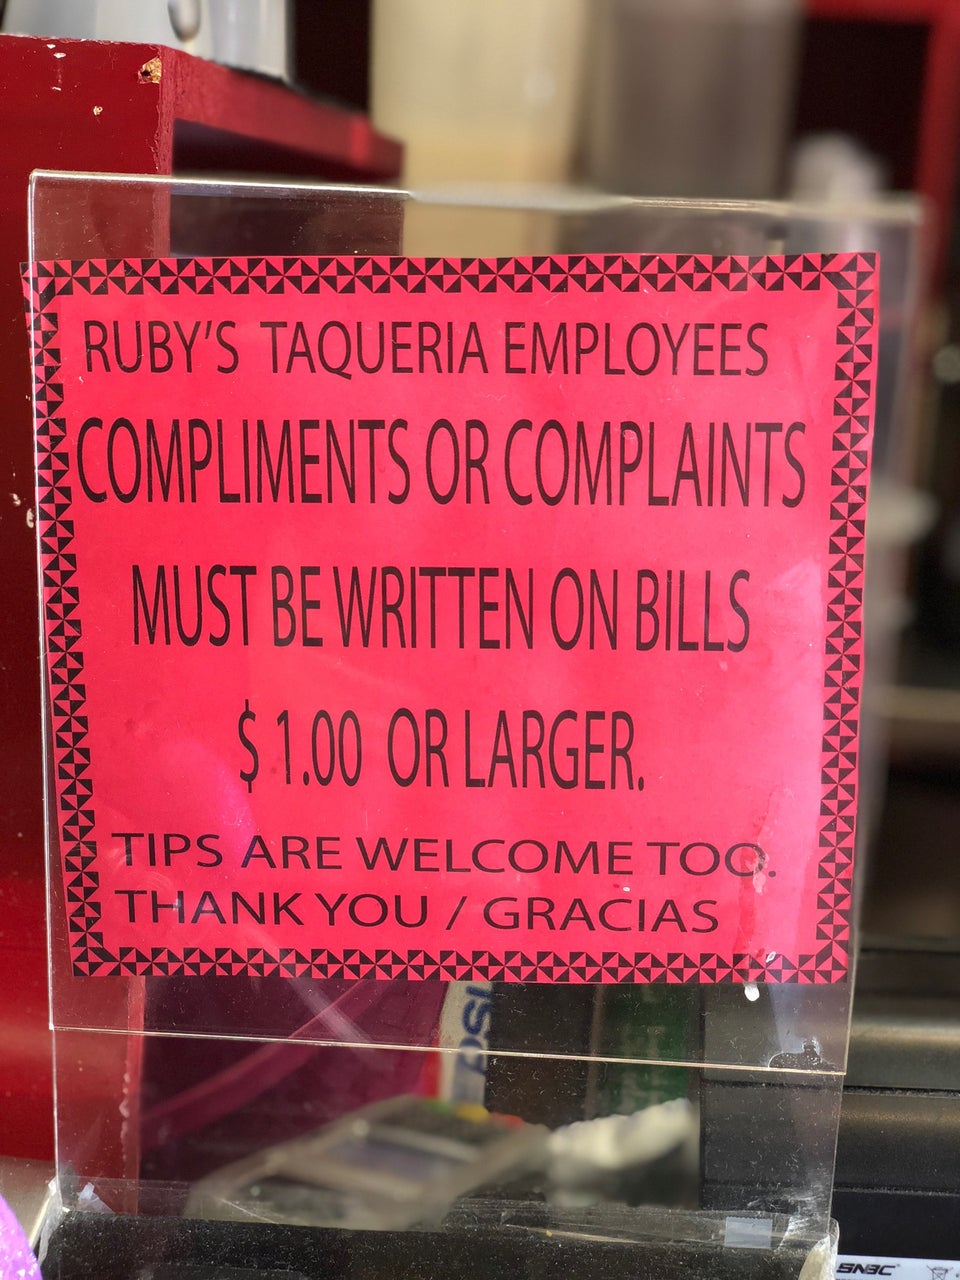 RUBY'S TAQUERIA EMPLOYEES
COMPLIMENTS OR COMPLAINTS
MUST BE WRITTEN ON BILLS
$ 1.00 OR LARGER.
TIPS ARE WELCOME TOO.
THANK YOU / GRACIAS
SNBC